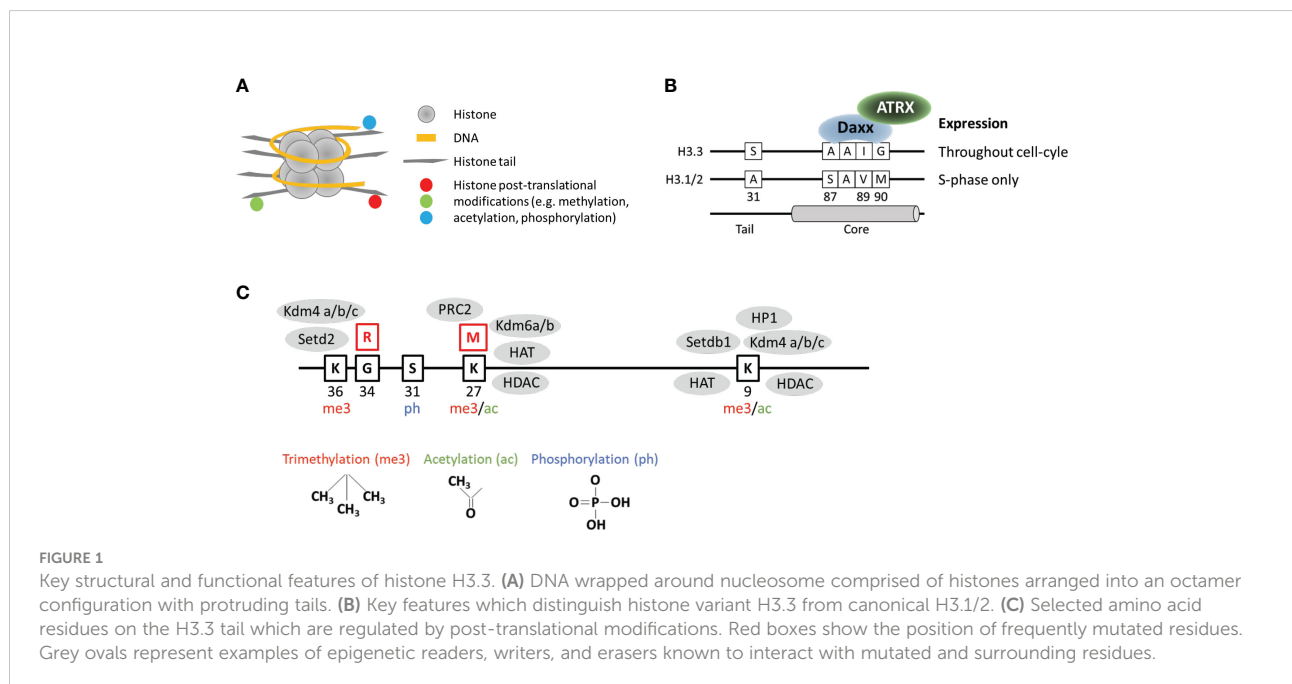 A
Histone
DNA
Histone tail
Histone post-translational
modifications (e.g. methylation,
acetylation, phosphorylation)
B
ATRX
Daxx
Expression
H3.3 S A A I G Throughout cell-cyle
H3.1/2 A S A V M S-phase only
31 87 89 90
Tail Core
C
Kdm4 a/b/c
Setd2
R
PRC2
M
Kdm6a/b
HAT
HDAC
HP1
Setdb1
Kdm4 a/b/c
HAT
HDAC
K G S K K
36 34 31 27 9
me3 ph me3/ac me3/ac
Trimethylation (me3) Acetylation (ac) Phosphorylation (ph)
CH3 CH3 CH3
CH3
O
O
O=P—OH
OH
FIGURE 1
Key structural and functional features of histone H3.3. (A) DNA wrapped around nucleosome comprised of histones arranged into an octamer
configuration with protruding tails. (B) Key features which distinguish histone variant H3.3 from canonical H3.1/2. (C) Selected amino acid
residues on the H3.3 tail which are regulated by post-translational modifications. Red boxes show the position of frequently mutated residues.
Grey ovals represent examples of epigenetic readers, writers, and erasers known to interact with mutated and surrounding residues.